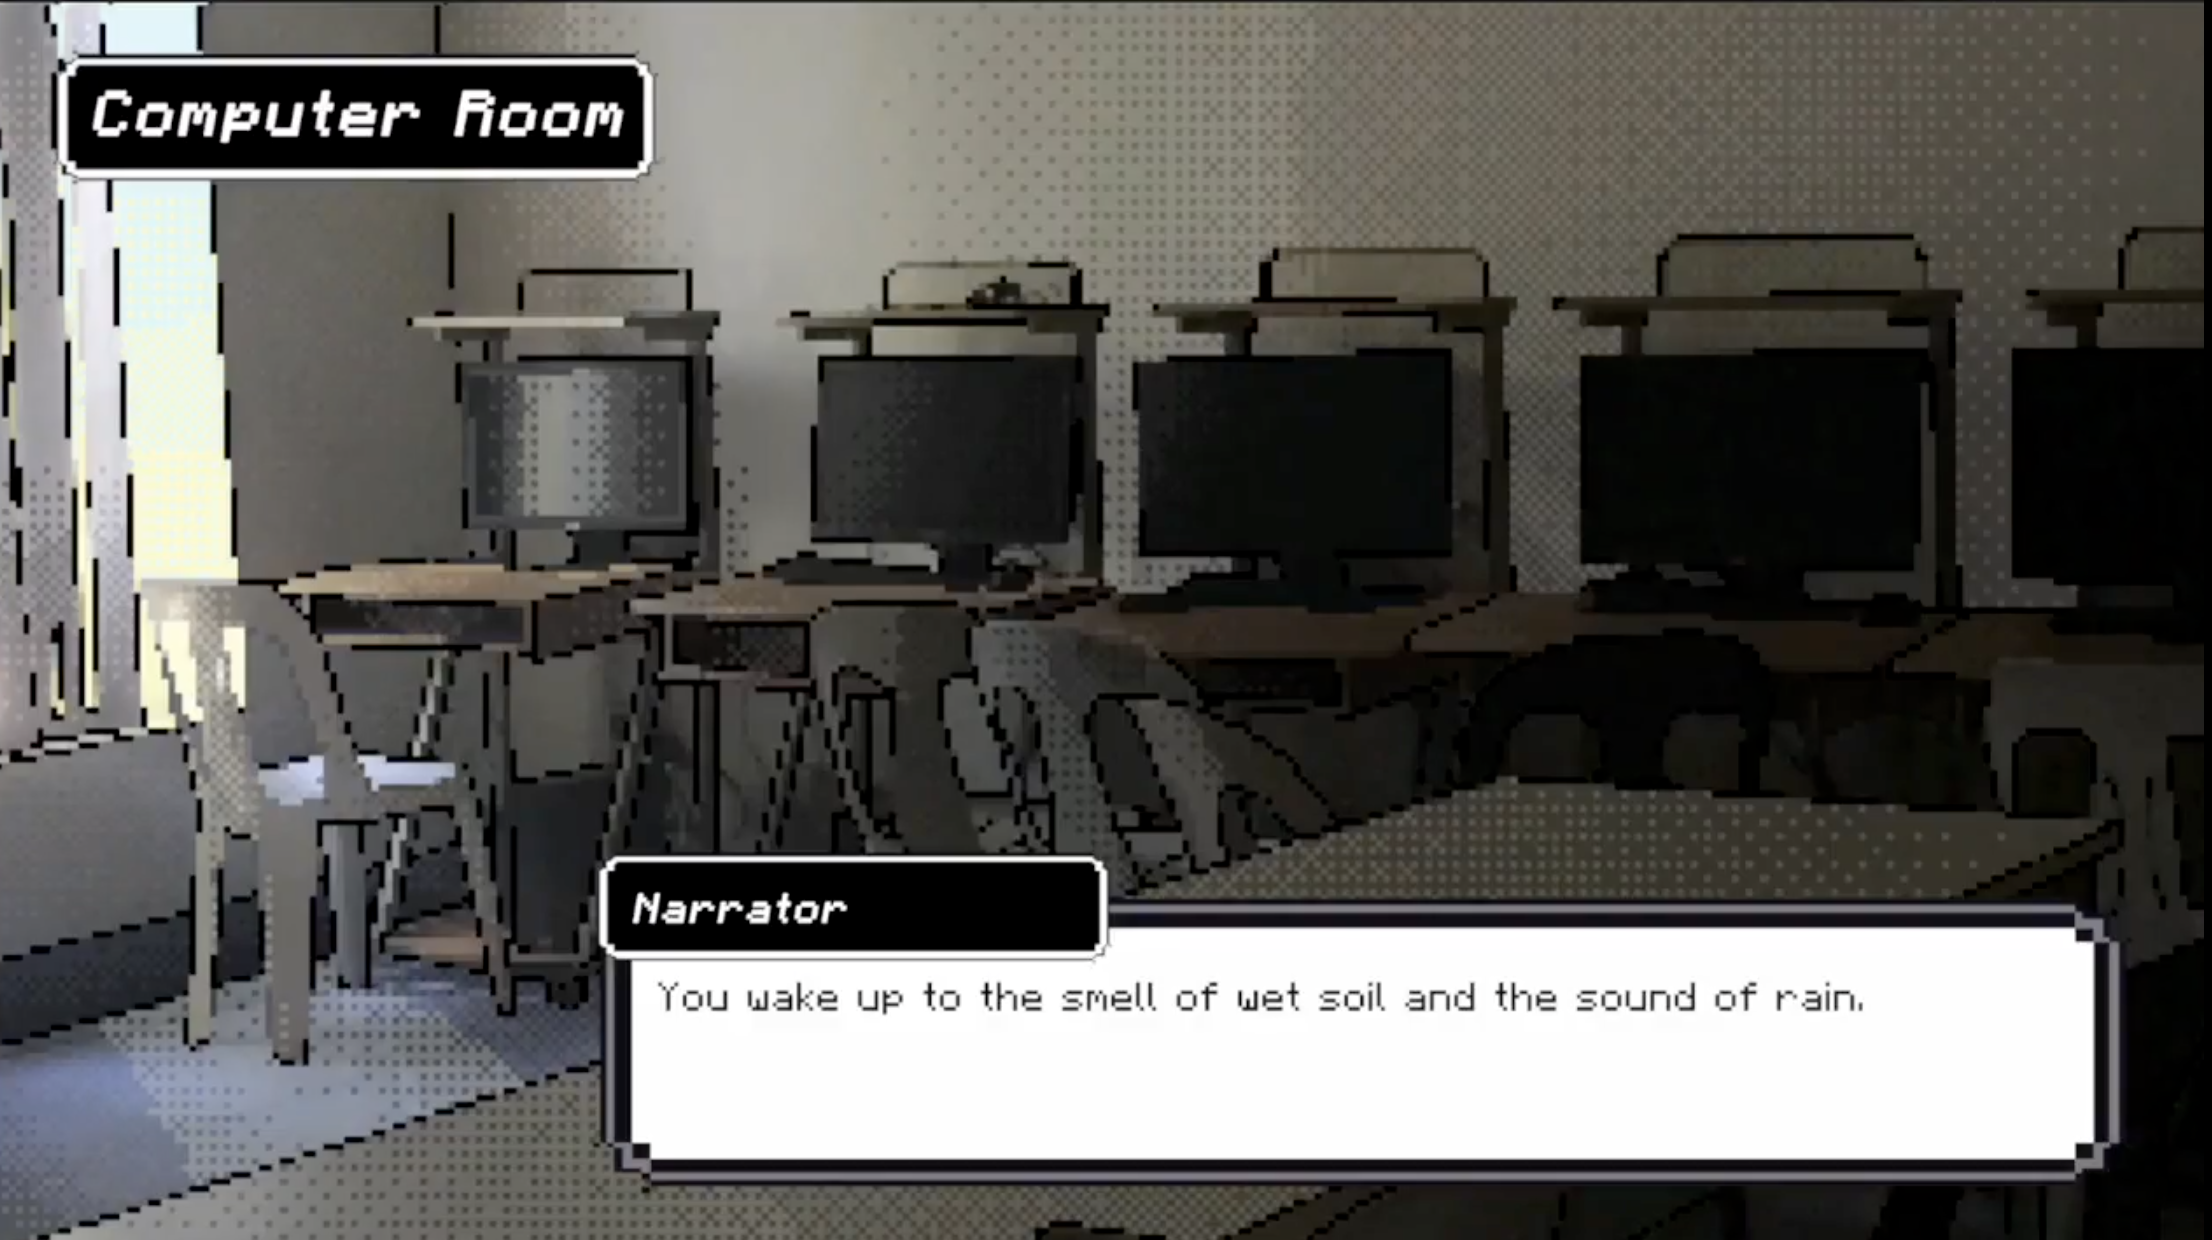 Computer Room
Narrator
You wake up to the smell of wet soil and the sound of rain.